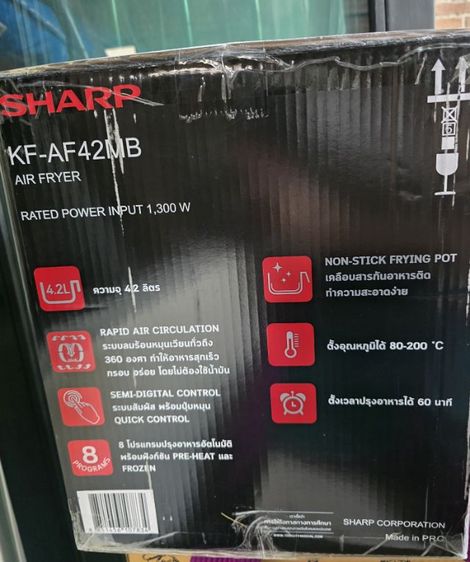 SHARP
KF-AF42MB
AIR FRYER
RATED POWER INPUT 1,300 W
4.2L
ความจุ 4.2 ลิตร
RAPID AIR CIRCULATION
ระบบลมร้อนหมุนเวียนทั่วถึง
360 องศา ทำให้อาหารสุกเร็ว
กรอบ อร่อย โดยไม่ต้องใช้น้ำมัน
SEMI-DIGITAL CONTROL
ระบบสัมผัส พร้อมปุ่มหมุน
QUICK CONTROL
8
PROGRAMS
8 โปรแกรมปรุงอาหารอัตโนมัติ
พร้อมฟังก์ชัน PRE-HEAT และ
FROZEN
NON-STICK FRYING POT
เคลือบสารกันอาหารติด
ทำความสะอาดง่าย
ตั้งอุณหภูมิได้ 80-200 °C
ตั้งเวลาปรุงอาหารได้ 60 นาที
SHARP CORPORATION
Made in PRC